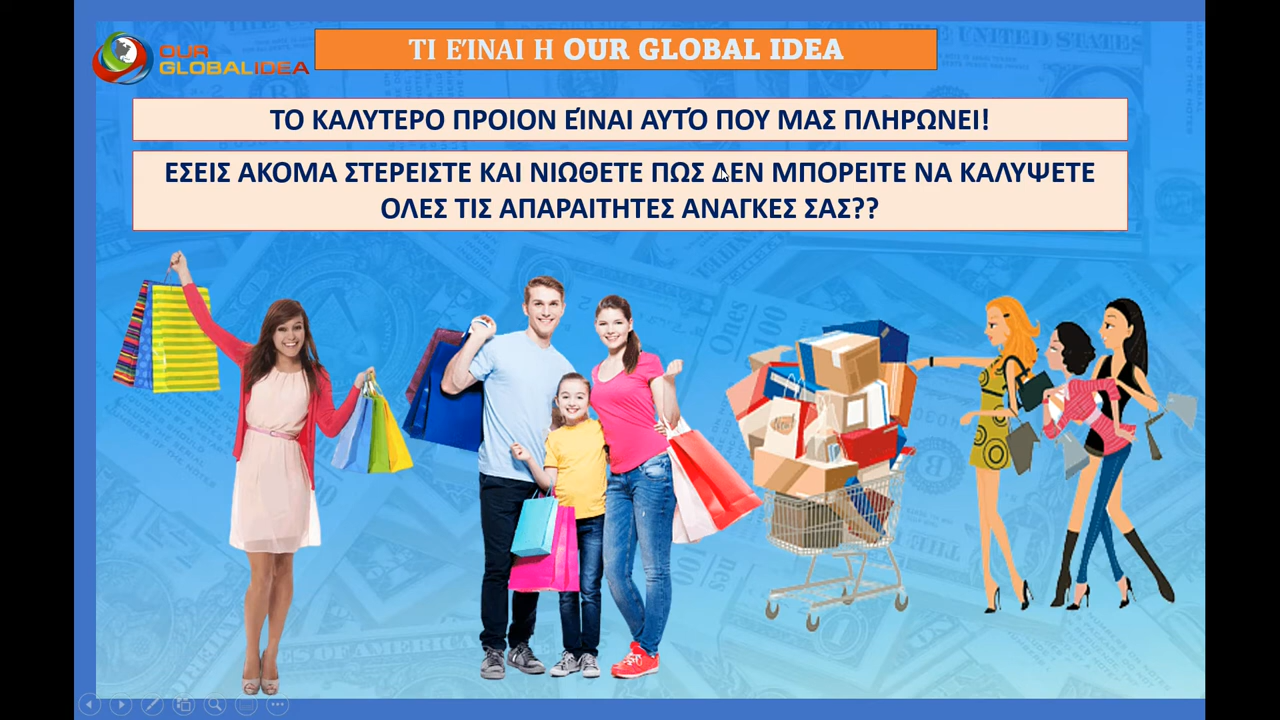 OUR
GLOBALIDEA
ΤΙ ΕΊΝΑΙ Η OUR GLOBAL IDEA
ΤΟ ΚΑΛΥΤΕΡΟ ΠΡΟΙΟΝ ΕΊΝΑΙ ΑΥΤΌ ΠΟΥ ΜΑΣ ΠΛΗΡΩΝΕΙ!
ΕΣΕΙΣ ΑΚΟΜΑ ΣΤΕΡΕΙΣΤΕ ΚΑΙ ΝΙΩΘΕΤΕ ΠΩΣ ΔΕΝ ΜΠΟΡΕΙΤΕ ΝΑ ΚΑΛΥΨΕΤΕ
ΟΛΕΣ ΤΙΣ ΑΠΑΡΑΙΤΗΤΕΣ ΑΝΑΓΚΕΣ ΣΑΣ??